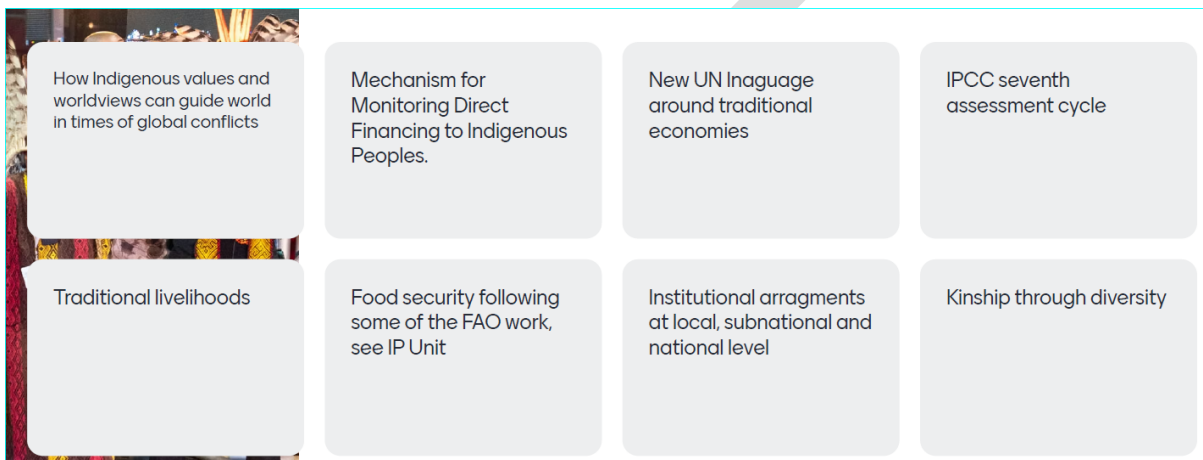 How Indigenous values and
worldviews can guide world
in times of global conflicts
Mechanism for
Monitoring Direct
Financing to Indigenous
Peoples.
New UN lnaguage
around traditional
economies
IPCC seventh
assessment cycle
Traditional livelihoods
Food security following
some of the FAO work,
see IP Unit
Institutional arragments
at local, subnational and
national level
Kinship through diversity